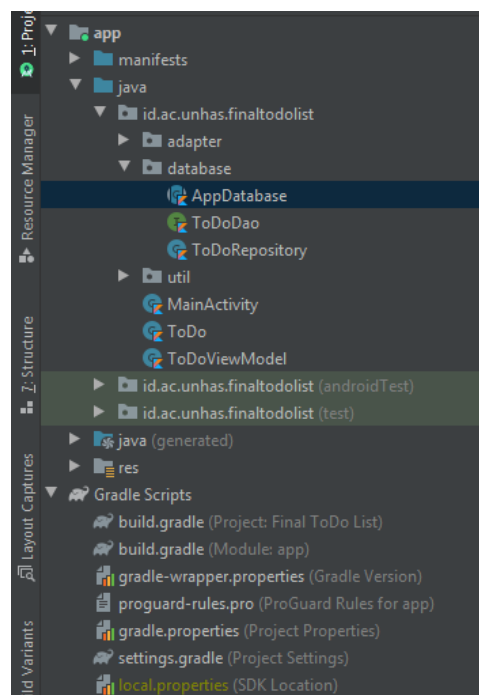 1: Proj
Resource Manager
7: Structure
Layout Captures
ld Variants
app
manifests
java
id.ac.unhas.finaltodolist
adapter
database
AppDatabase
ToDoDao
ToDoRepository
util
MainActivity
ToDo
ToDoViewModel
id.ac.unhas.finaltodolist (androidTest)
id.ac.unhas.finaltodolist (test)
java (generated)
res
Gradle Scripts
build.gradle (Project: Final ToDo List)
build.gradle (Module: app)
gradle-wrapper.properties (Gradle Version)
proguard-rules.pro (ProGuard Rules for app)
gradle.properties (Project Properties)
settings.gradle (Project Settings)
local.properties (SDK Location)